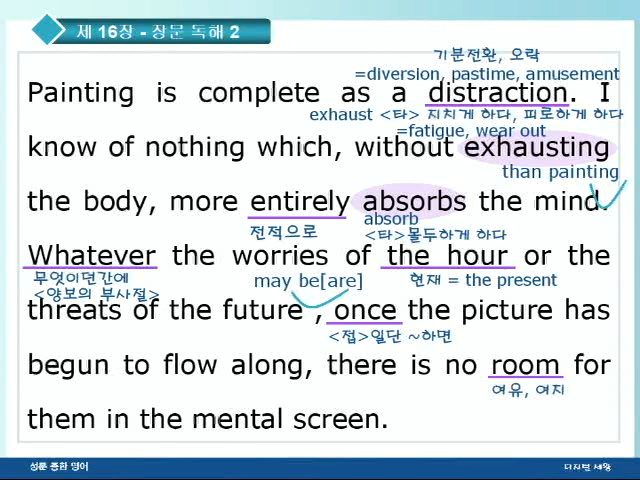 제 16장 - 장문 독해 2
기분전환, 오락
=diversion, pastime, amusement
Painting is complete as a distraction. I
exhaust <타> 지치게 하다, 피로하게 하다
=fatigue, wear out
know of nothing which, without exhausting
than painting
the body, more entirely absorbs the mind.
전적으로
absorb
<타>몰두하게 하다
Whatever the worries of the hour or the
무엇이던간에
<양보의 부사절>
may be[are]
현재 = the present
threats of the future , once the picture has
<접>일단 ~하면
begun to flow along, there is no room for
여유, 여지
them in the mental screen.
성문 종합 영어
디지털 세왕